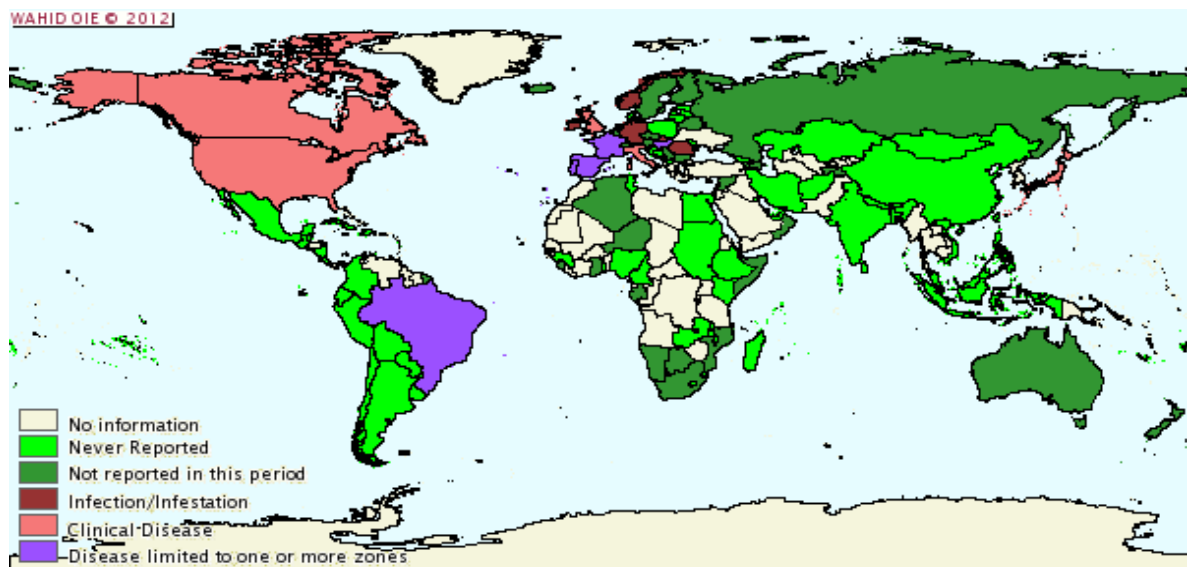 WAHID OIE © 2012
No information
Never Reported
Not reported in this period
Infection/Infestation
Clinical Disease
Disease limited to one or more zones